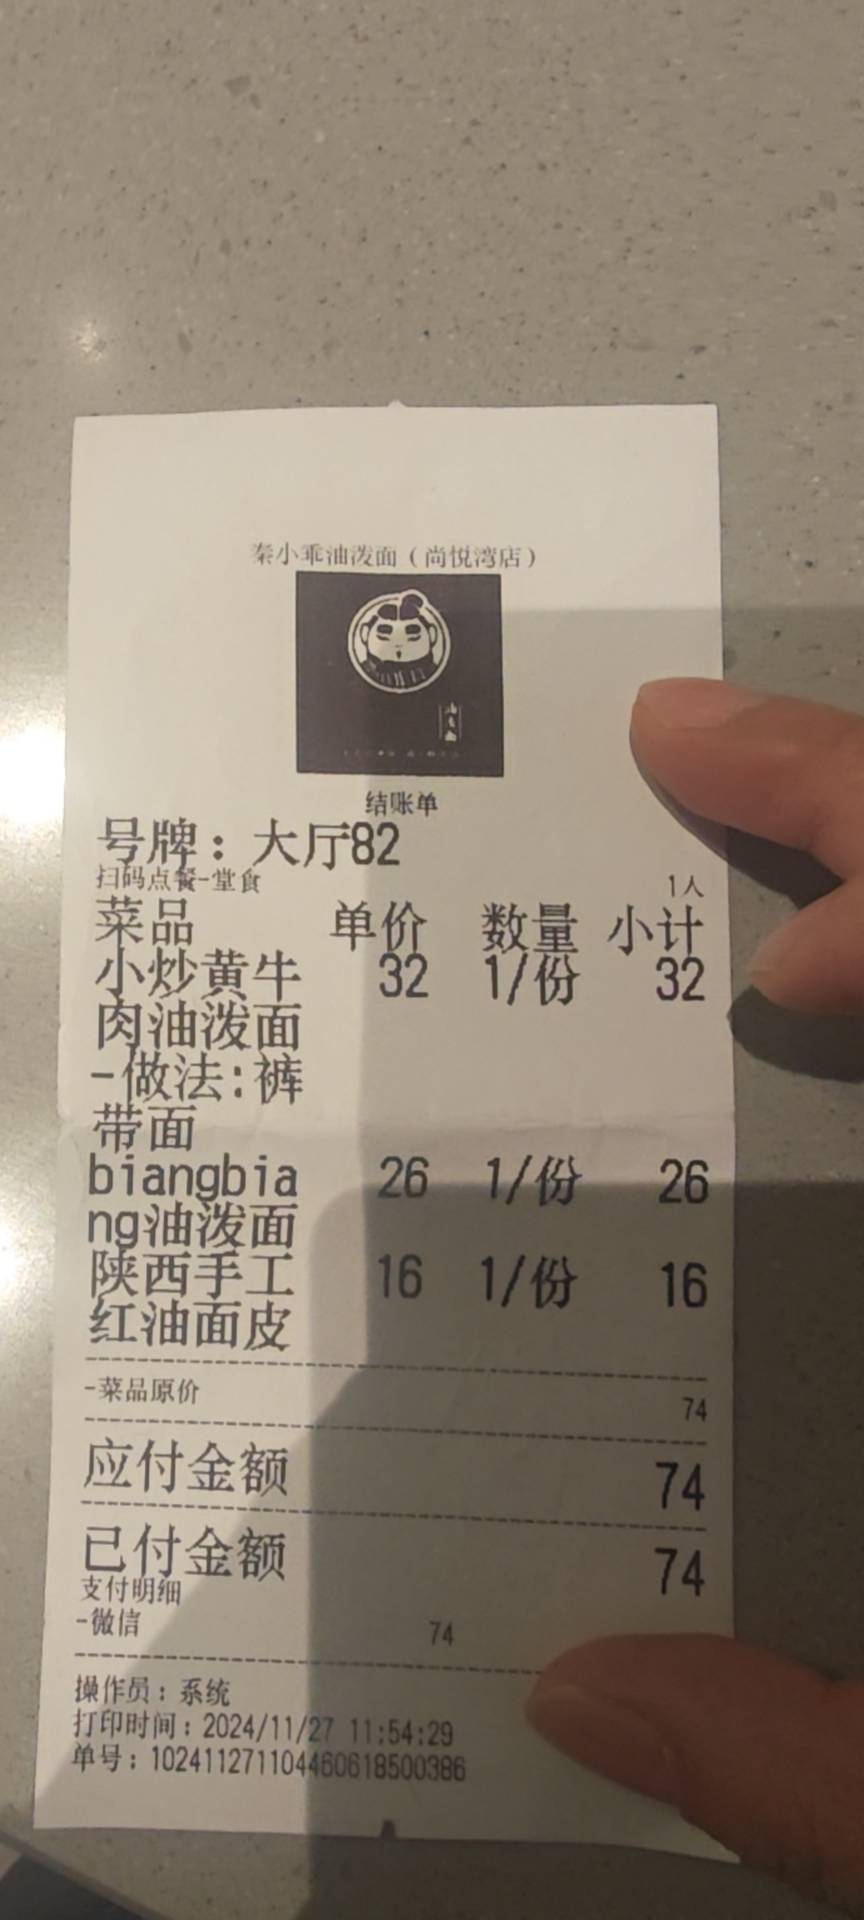 秦小乖油泼面（尚悦湾店）
结账单
号牌：大厅82
扫码点餐-堂食 1人
菜品 单价 数量 小计
小炒黄牛 32 1/份 32
肉油泼面
-做法:裤
带面
biangbia 26 1/份 26
ng油泼面
陕西手工 16 1/份 16
红油面皮
-菜品原价 74
应付金额 74
已付金额 74
支付明细
-微信 74
操作员：系统
打印时间：2024/11/27 11:54:29
单号：102411271104460618500386